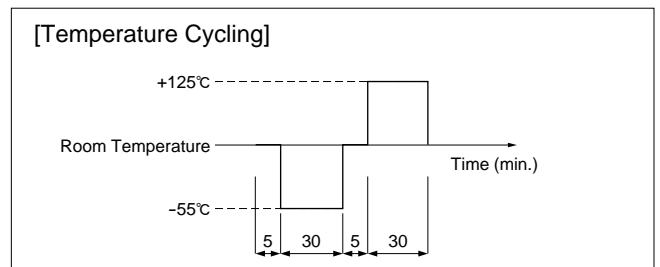 [Temperature Cycling]
+125℃
Room Temperature
Time (min.)
−55℃
5 30 5 30